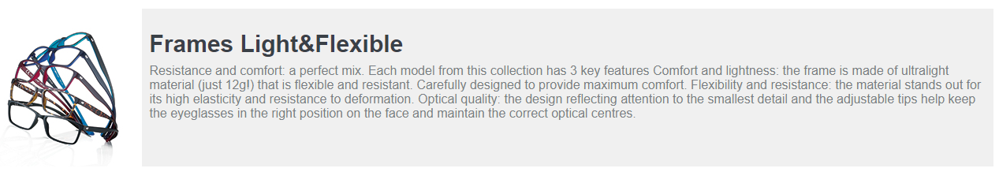 Frames Light&Flexible
Resistance and comfort: a perfect mix. Each model from this collection has 3 key features Comfort and lightness: the frame is made of ultralight
material (just 12g!) that is flexible and resistant. Carefully designed to provide maximum comfort. Flexibility and resistance: the material stands out for
its high elasticity and resistance to deformation. Optical quality: the design reflecting attention to the smallest detail and the adjustable tips help keep
the eyeglasses in the right position on the face and maintain the correct optical centres.